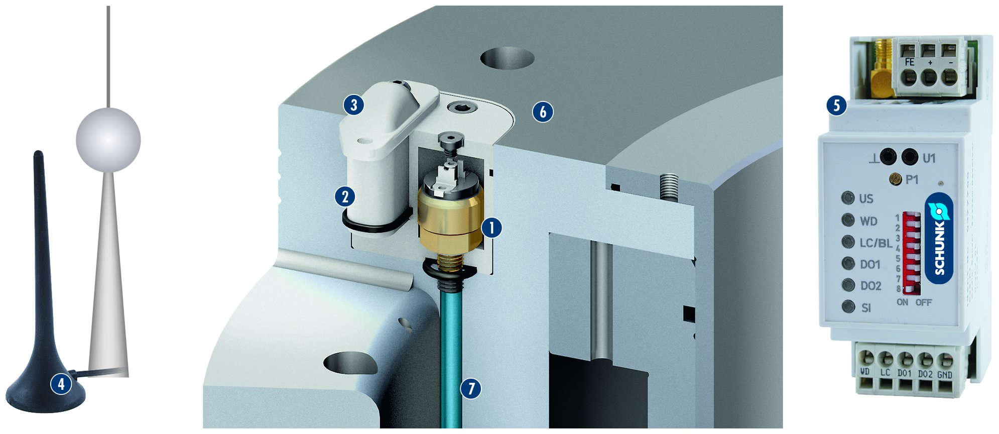 4
3
2
1
6
7
5
FE + -
⊥ U1
P1
US
WD
LC/BL
DO1
DO2
SI
1
2
3
4
5
6
7
8
ON OFF
SCHUNK
WD LC DO1 DO2 GND